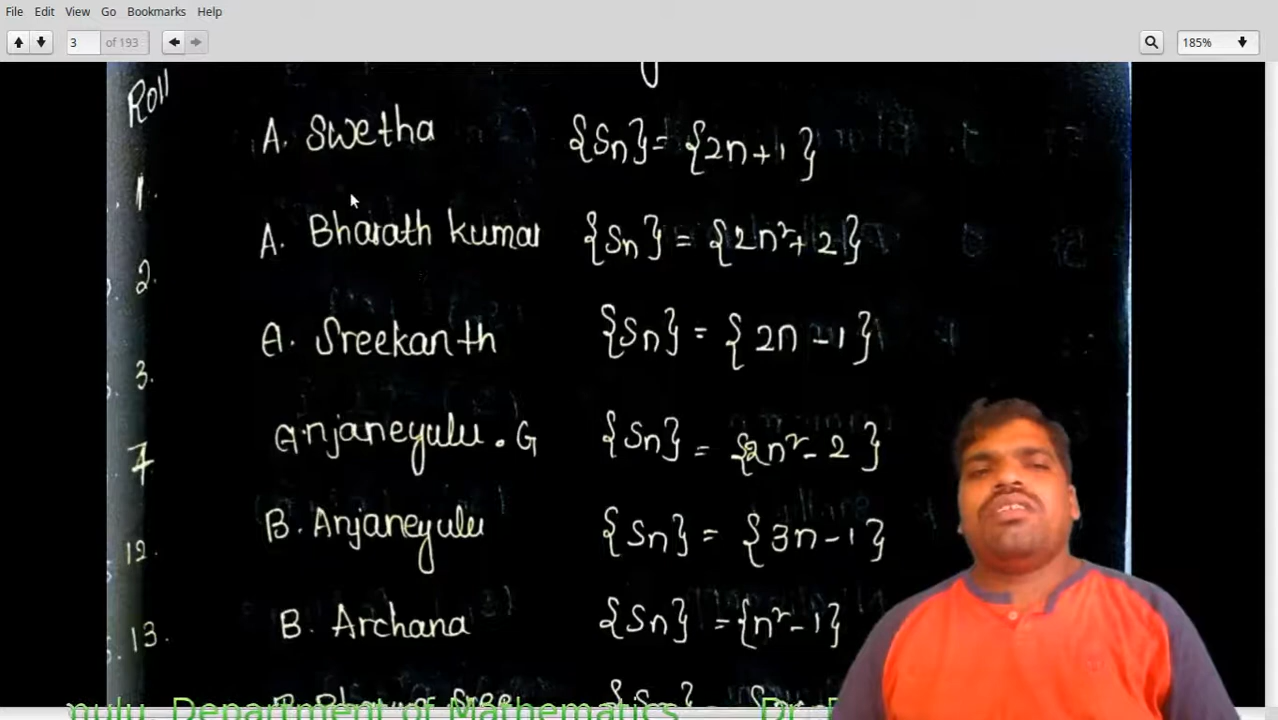 File Edit View Go Bookmarks Help
3 of 193 185%
Roll
A. Swetha {Sn} = {2n+1}
1.
A. Bharath kumar {Sn} = {2n²+2}
2.
A. Sreekanth {Sn} = {2n-1}
3.
Anjaneyulu. G {Sn} = {2n²-2}
7
B. Anjaneyulu {Sn} = {3n-1}
12.
B. Archana {Sn} = {n²-1}
13.
mulu, Department of Mathematics Dr.